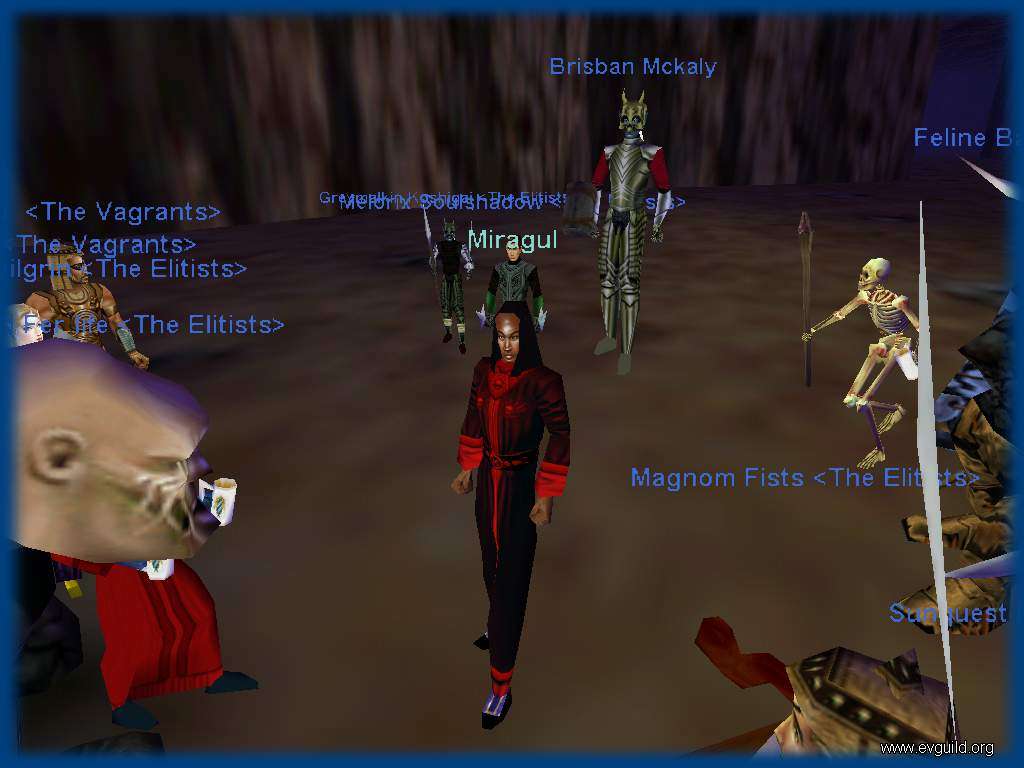 Brisban Mckaly
Feline
<The Vagrants>
Miragul
The Vagrants>
<The Elitists>
Fer life <The Elitists>
Magnom Fists <The Elitists>
Sunquest
www.evguild.org